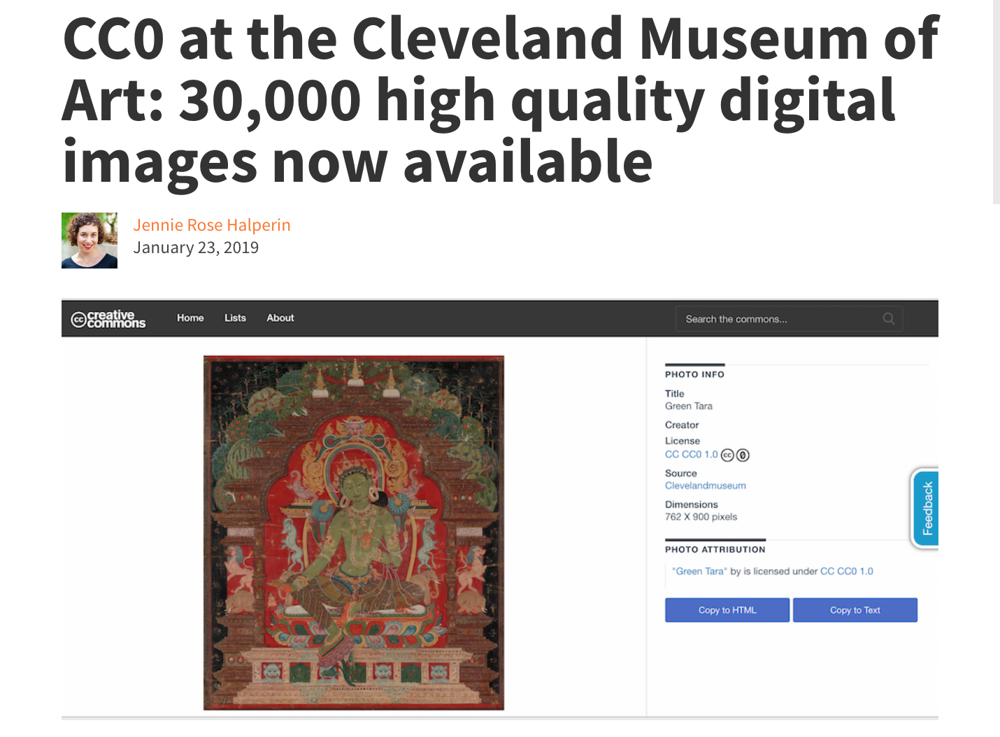 CC0 at the Cleveland Museum of
Art: 30,000 high quality digital
images now available
Jennie Rose Halperin
January 23, 2019
cc creative
commons
Home Lists About
Search the commons...
PHOTO INFO
Title
Green Tara
Creator
License
CC CC0 1.0 cc 0
Source
Clevelandmuseum
Dimensions
762 X 900 pixels
Feedback
PHOTO ATTRIBUTION
"Green Tara" by is licensed under CC CC0 1.0
Copy to HTML Copy to Text